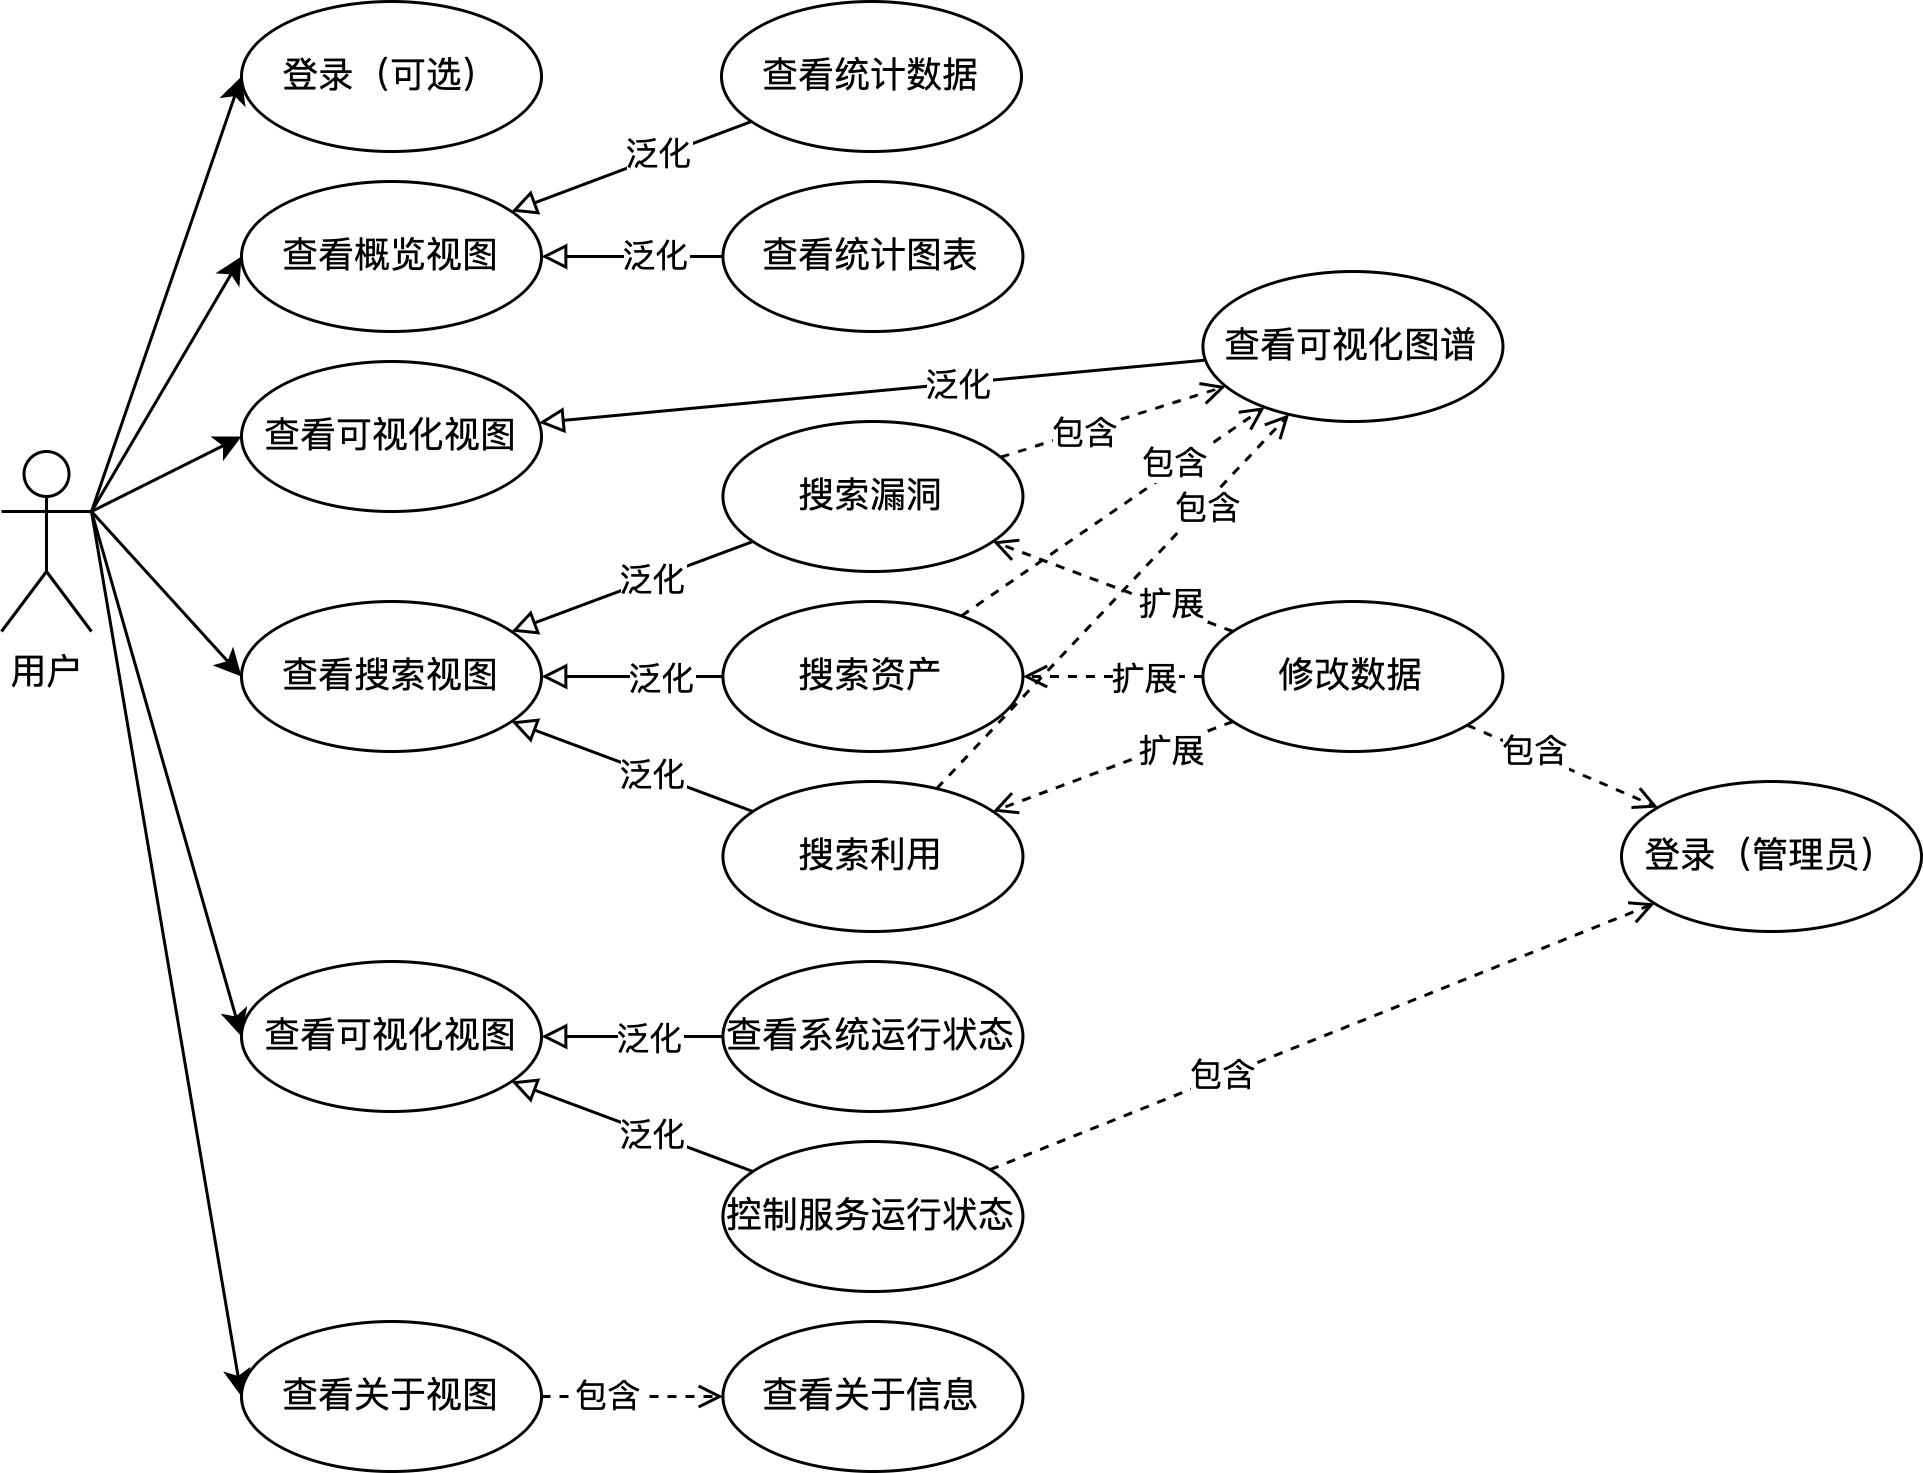 登录（可选）
查看统计数据
泛化
查看概览视图
泛化
查看统计图表
查看可视化图谱
泛化
包含
查看可视化视图
包含
搜索漏洞
包含
泛化
扩展
用户
查看搜索视图
泛化
搜索资产
扩展
修改数据
扩展
包含
泛化
搜索利用
登录（管理员）
查看可视化视图
泛化
查看系统运行状态
包含
泛化
控制服务运行状态
查看关于视图
包含
查看关于信息